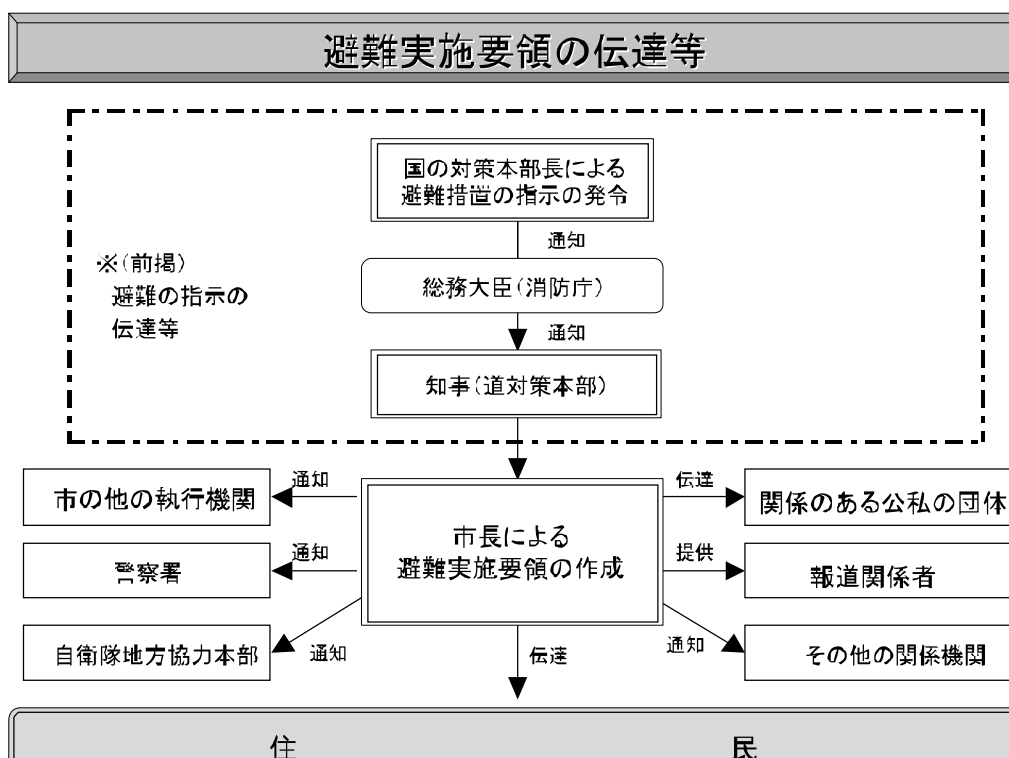 避難実施要領の伝達等
国の対策本部長による
避難措置の指示の発令
通知
※(前掲)
避難の指示の
伝達等
総務大臣(消防庁)
通知
知事(道対策本部)
市の他の執行機関
通知
伝達
関係のある公私の団体
市長による
避難実施要領の作成
警察署
通知
提供
報道関係者
自衛隊地方協力本部
通知
伝達
通知
その他の関係機関
住 民